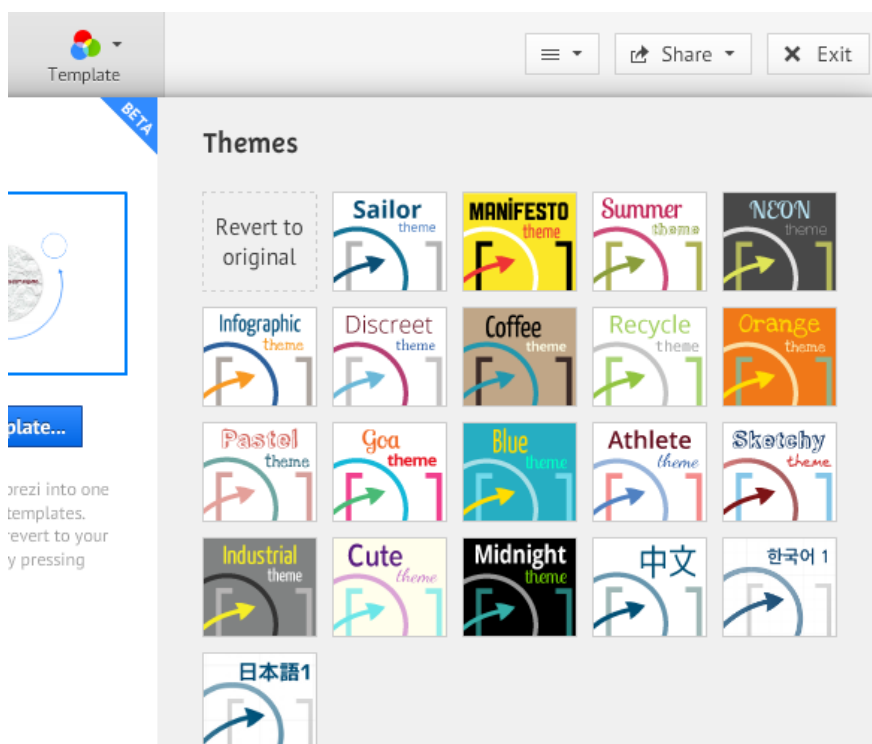 Template
Share
Exit
BETA
Themes
Revert to
original
Sailor
theme
MANIFESTO
theme
Summer
theme
NEON
theme
Infographic
theme
Discreet
theme
Coffee
theme
Recycle
theme
Orange
theme
plate...
Pastel
theme
Goa
theme
Blue
theme
Athlete
theme
Sketchy
theme
prezi into one
templates.
revert to your
y pressing
Industrial
theme
Cute
theme
Midnight
theme
中文
한국어 1
日本語1